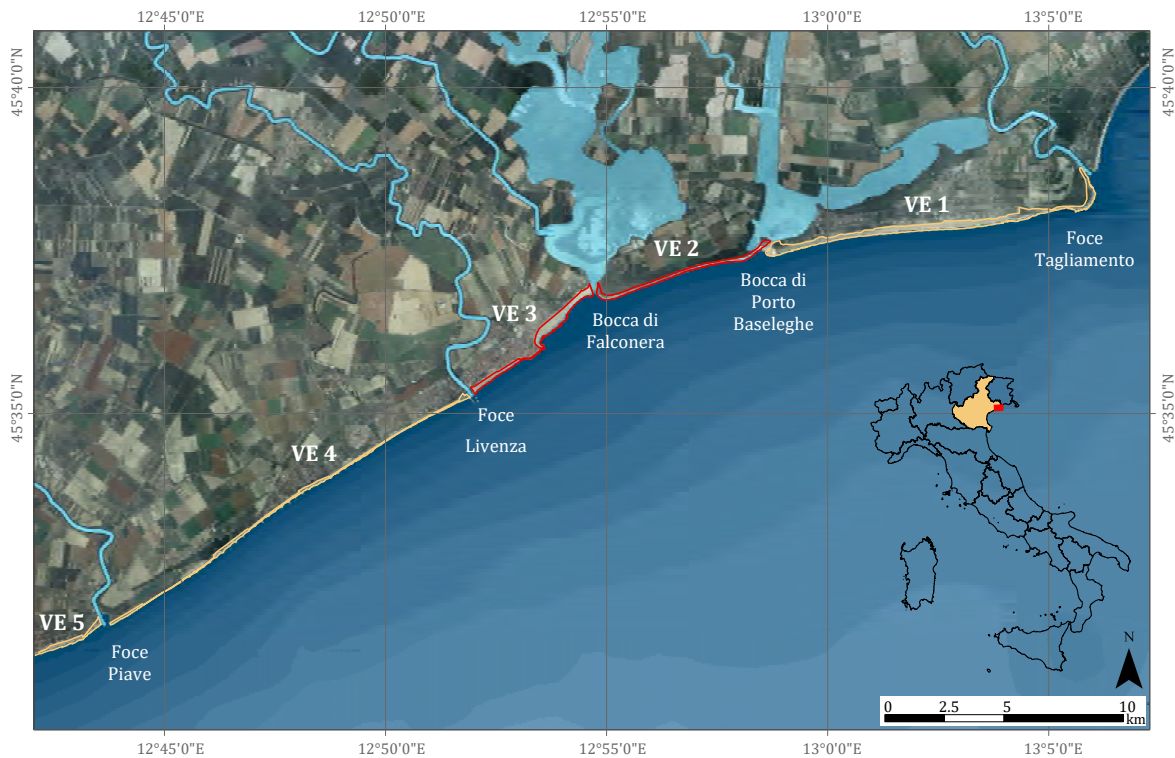 12°45'0"E
12°50'0"E
12°55'0"E
13°0'0"E
13°5'0"E
45°40'0"N
45°40'0"N
VE 1
Foce
Tagliamento
VE 2
Bocca di
Porto
Baseleghe
VE 3
Bocca di
Falconera
45°35'0"N
45°35'0"N
Foce
Livenza
VE 4
VE 5
Foce
Piave
N
0 2.5 5 10
km
12°45'0"E
12°50'0"E
12°55'0"E
13°0'0"E
13°5'0"E